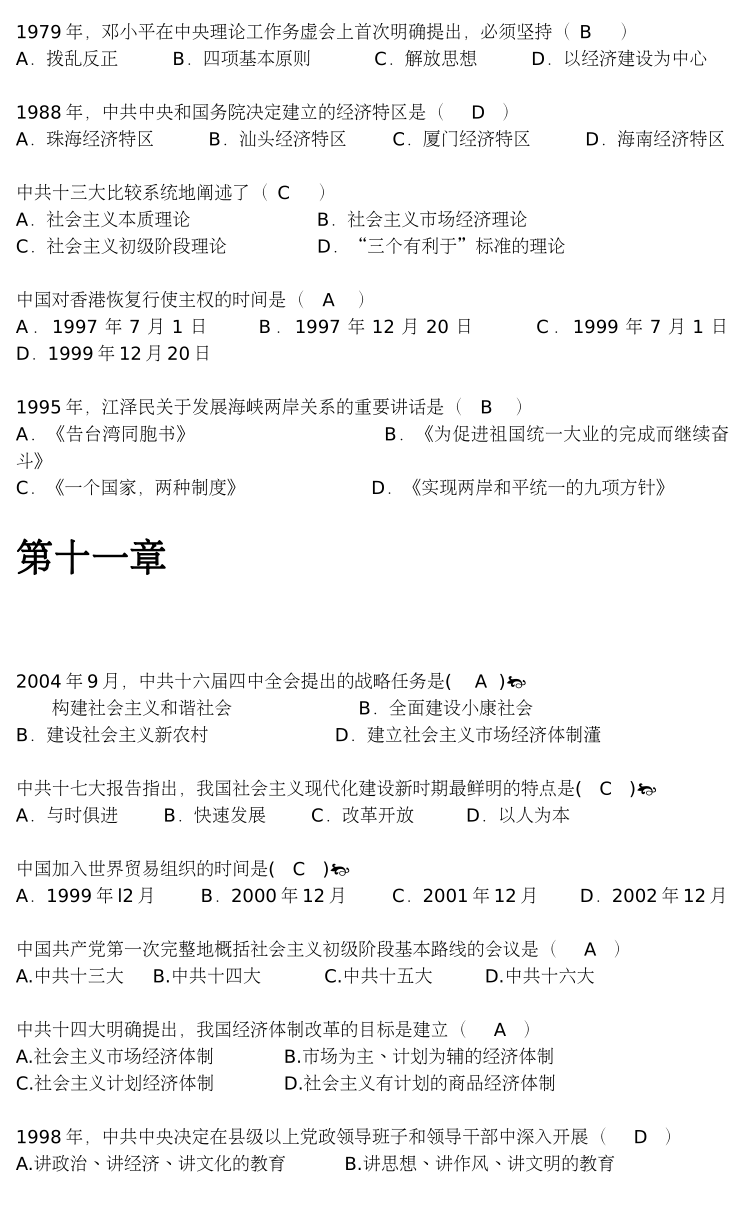 1979 年，邓小平在中央理论工作务虚会上首次明确提出，必须坚持（ B ）
A．拨乱反正 B．四项基本原则 C．解放思想 D．以经济建设为中心
1988 年，中共中央和国务院决定建立的经济特区是（ D ）
A．珠海经济特区 B．汕头经济特区 C．厦门经济特区 D．海南经济特区
中共十三大比较系统地阐述了（ C ）
A．社会主义本质理论 B．社会主义市场经济理论
C．社会主义初级阶段理论 D．“三个有利于”标准的理论
中国对香港恢复行使主权的时间是（ A ）
A．1997 年 7 月 1 日 B．1997 年 12 月 20 日 C．1999 年 7 月 1 日
D．1999 年 12 月 20 日
1995 年，江泽民关于发展海峡两岸关系的重要讲话是（ B ）
A．《告台湾同胞书》 B．《为促进祖国统一大业的完成而继续奋
斗》
C．《一个国家，两种制度》 D．《实现两岸和平统一的九项方针》
第十一章
2004 年 9 月，中共十六届四中全会提出的战略任务是( A )
构建社会主义和谐社会 B．全面建设小康社会
B．建设社会主义新农村 D．建立社会主义市场经济体制瀽
中共十七大报告指出，我国社会主义现代化建设新时期最鲜明的特点是( C )
A．与时俱进 B．快速发展 C．改革开放 D．以人为本
中国加入世界贸易组织的时间是( C )
A．1999 年 l2 月 B．2000 年 12 月 C．2001 年 12 月 D．2002 年 12 月
中国共产党第一次完整地概括社会主义初级阶段基本路线的会议是（ A ）
A.中共十三大 B.中共十四大 C.中共十五大 D.中共十六大
中共十四大明确提出，我国经济体制改革的目标是建立（ A ）
A.社会主义市场经济体制 B.市场为主、计划为辅的经济体制
C.社会主义计划经济体制 D.社会主义有计划的商品经济体制
1998 年，中共中央决定在县级以上党政领导班子和领导干部中深入开展（ D ）
A.讲政治、讲经济、讲文化的教育 B.讲思想、讲作风、讲文明的教育